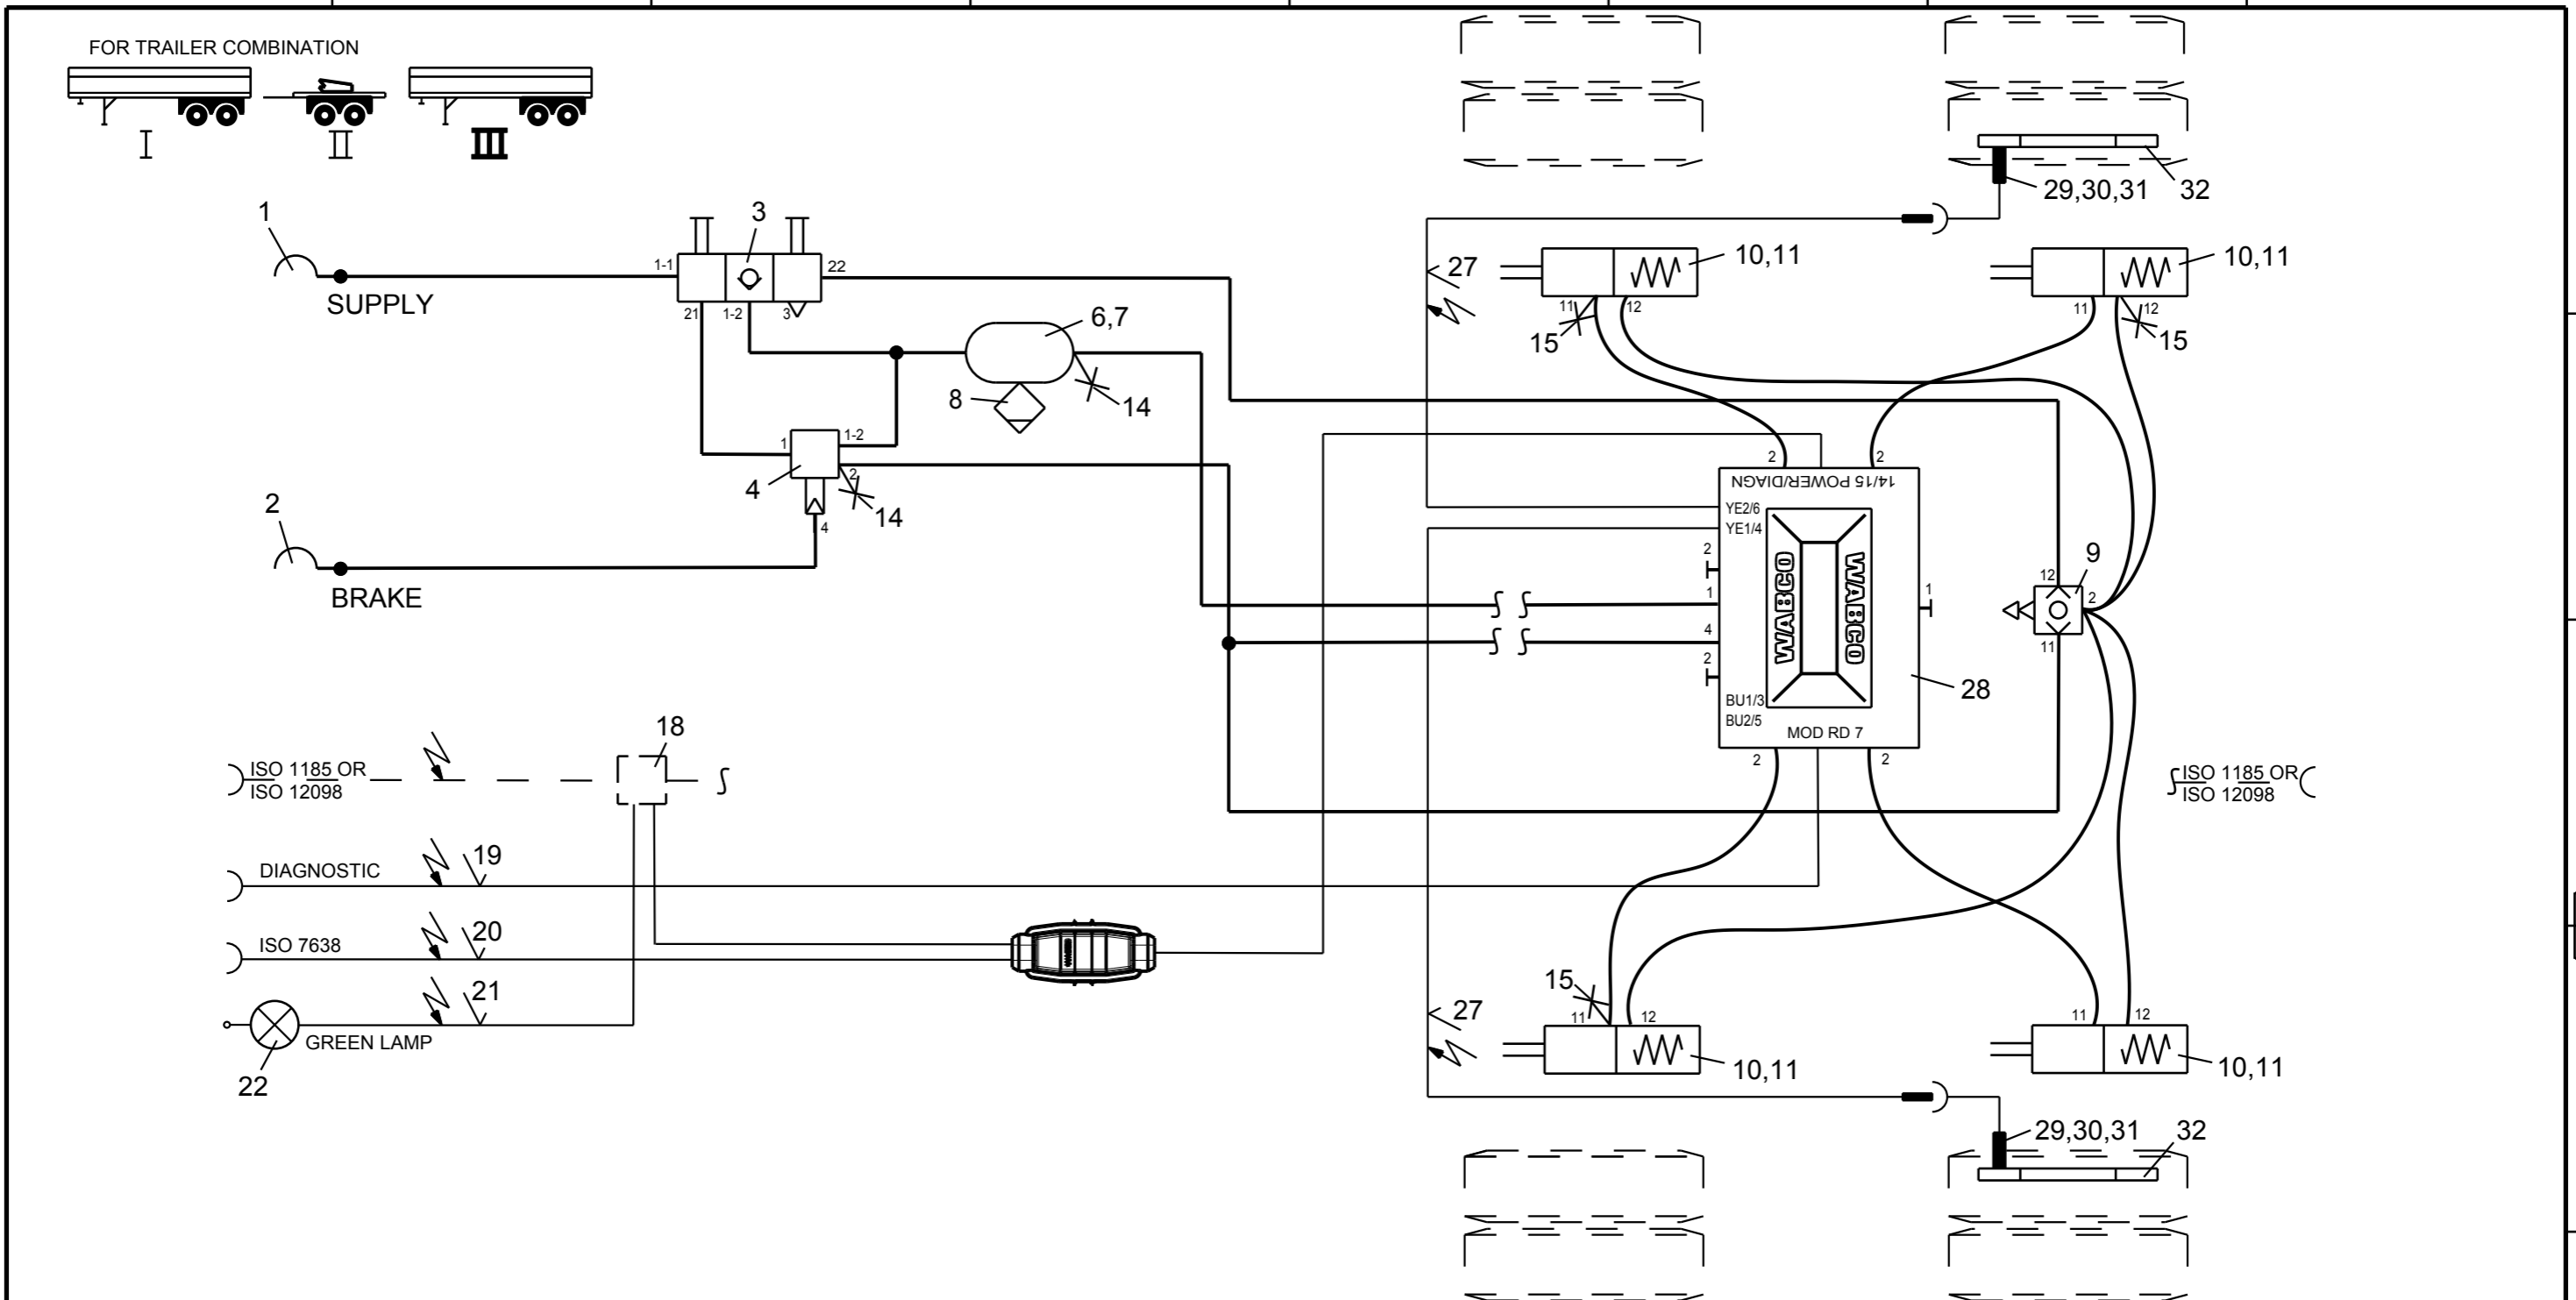 FOR TRAILER COMBINATION
I
II
III
1
SUPPLY
1-1
3
22
21
1-2
3
6,7
8
14
1
1-2
2
4
14
4
2
BRAKE
29,30,31
32
27
10,11
11
12
15
10,11
11
12
15
2
2
14/15 POWER/DIAGN
YE2/6
YE1/4
2
1
4
2
WABCO
WABCO
1
BU1/3
BU2/5
MOD RD 7
2
2
28
12
9
2
11
ISO 1185 OR
ISO 12098
18
ISO 1185 OR
ISO 12098
DIAGNOSTIC
19
ISO 7638
20
21
GREEN LAMP
22
15
27
11
12
10,11
11
12
10,11
29,30,31
32